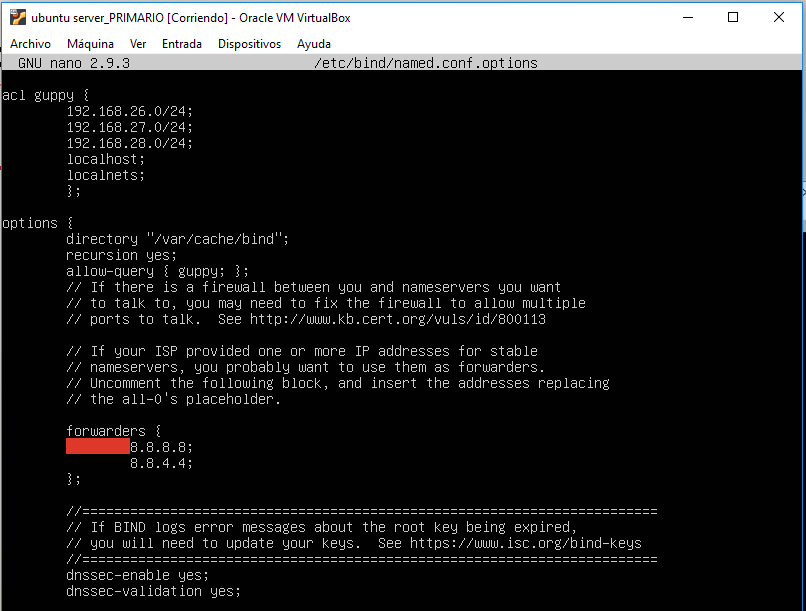 ubuntu server_PRIMARIO [Corriendo] - Oracle VM VirtualBox
Archivo Máquina Ver Entrada Dispositivos Ayuda
GNU nano 2.9.3 /etc/bind/named.conf.options
acl guppy {
192.168.26.0/24;
192.168.27.0/24;
192.168.28.0/24;
localhost;
localnets;
};
options {
directory "/var/cache/bind";
recursion yes;
allow-query { guppy; };
// If there is a firewall between you and nameservers you want
// to talk to, you may need to fix the firewall to allow multiple
// ports to talk.  See http://www.kb.cert.org/vuls/id/800113
// If your ISP provided one or more IP addresses for stable
// nameservers, you probably want to use them as forwarders.
// Uncomment the following block, and insert the addresses replacing
// the all-0's placeholder.
forwarders {
8.8.8.8;
8.8.4.4;
};
//========================================================================
// If BIND logs error messages about the root key being expired,
// you will need to update your keys.  See https://www.isc.org/bind-keys
//========================================================================
dnssec-enable yes;
dnssec-validation yes;